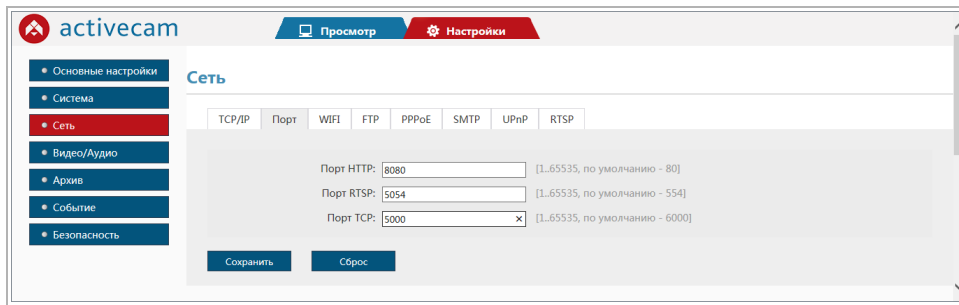 activecam
Просмотр
Настройки
Основные настройки
Система
Сеть
Видео/Аудио
Архив
Событие
Безопасность
Сеть
TCP/IP Порт WIFI FTP PPPoE SMTP UPnP RTSP
Порт HTTP: 8080 [1..65535, по умолчанию - 80]
Порт RTSP: 5054 [1..65535, по умолчанию - 554]
Порт TCP: 5000 × [1..65535, по умолчанию - 6000]
Сохранить Сброс